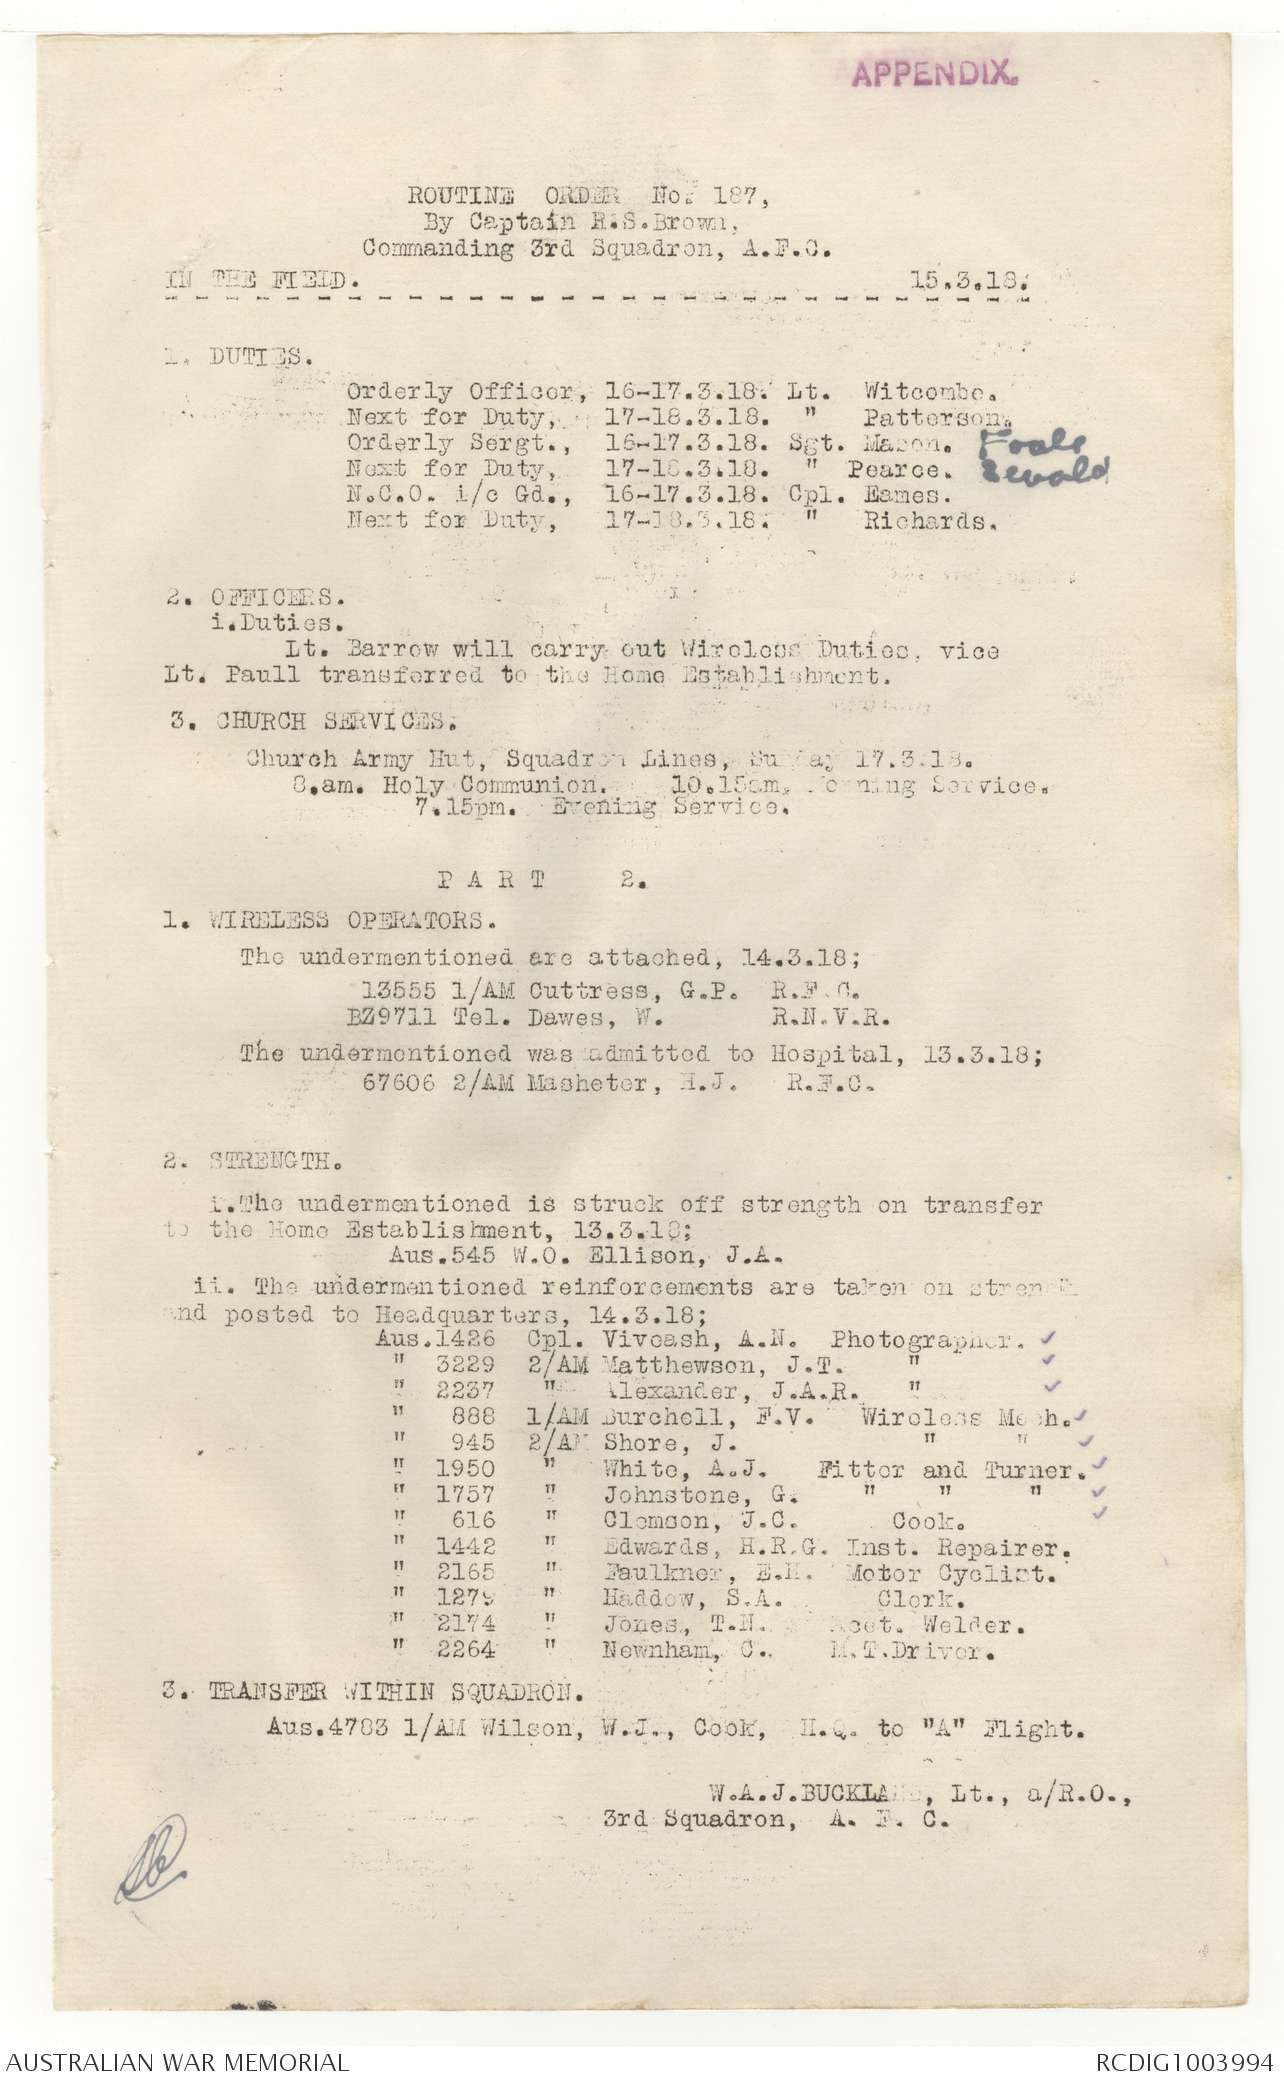 APPENDIX.
ROUTINE ORDER No. 187,
By Captain R.S.Brown,
Commanding 3rd Squadron, A.F.C.
IN THE FIELD. 15.3.18.
1. DUTIES.
Orderly Officer, 16-17.3.18. Lt. Witcombe.
Next for Duty, 17-18.3.18. " Patterson.
Orderly Sergt., 16-17.3.18. Sgt. Mason.
Next for Duty, 17-18.3.18. " Pearce.
N.C.O. i/c Gd., 16-17.3.18. Cpl. Eames.
Next for Duty, 17-18.3.18. " Richards.
2. OFFICERS.
i.Duties.
Lt. Barrow will carry out Wireless Duties, vice
Lt. Paull transferred to the Home Establishment.
3. CHURCH SERVICES.
Church Army Hut, Squadron Lines, Sunday 17.3.18.
8.am. Holy Communion. 10.15am. Morning Service.
7.15pm. Evening Service.
PART 2.
1. WIRELESS OPERATORS.
The undermentioned are attached, 14.3.18;
13555 1/AM Cuttress, G.P. R.F.C.
BZ9711 Tel. Dawes, W. R.N.V.R.
The undermentioned was admitted to Hospital, 13.3.18;
67606 2/AM Masheter, H.J. R.F.C.
2. STRENGTH.
i.The undermentioned is struck off strength on transfer
to the Home Establishment, 13.3.18;
Aus.545 W.O. Ellison, J.A.
ii. The undermentioned reinforcements are taken on strength
and posted to Headquarters, 14.3.18;
Aus.1426 Cpl. Viveash, A.N. Photographer. ✓
" 3229 2/AM Matthewson, J.T. " ✓
" 2237 " Alexander, J.A.R. " ✓
" 888 1/AM Burchell, F.V. Wireless Mech. ✓
" 945 2/AM Shore, J. " " ✓
" 1950 " White, A.J. Fitter and Turner. ✓
" 1757 " Johnstone, G. " " " ✓
" 616 " Clemson, J.C. Cook. ✓
" 1442 " Edwards, H.R.G. Inst. Repairer.
" 2165 " Faulkner, E.H. Motor Cyclist.
" 1279 " Haddow, S.A. Clerk.
" 2174 " Jones, T.N. Acet. Welder.
" 2264 " Newnham, C. M.T.Driver.
3. TRANSFER WITHIN SQUADRON.
Aus.4783 1/AM Wilson, W.J., Cook, H.Q. to "A" Flight.
W.A.J.BUCKLAND, Lt., a/R.O.,
3rd Squadron, A. F. C.
AUSTRALIAN WAR MEMORIAL
RCDIG1003994